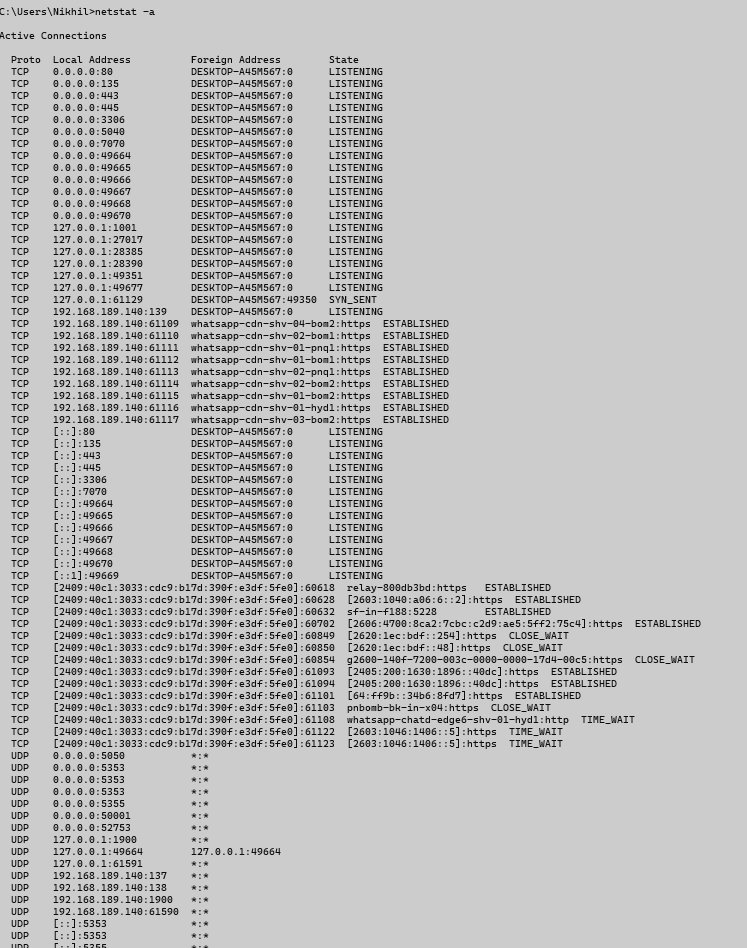 C:\Users\Nikhil>netstat -a
Active Connections
Proto  Local Address          Foreign Address        State
TCP    0.0.0.0:80             DESKTOP-A45M567:0      LISTENING
TCP    0.0.0.0:135            DESKTOP-A45M567:0      LISTENING
TCP    0.0.0.0:443            DESKTOP-A45M567:0      LISTENING
TCP    0.0.0.0:445            DESKTOP-A45M567:0      LISTENING
TCP    0.0.0.0:3306           DESKTOP-A45M567:0      LISTENING
TCP    0.0.0.0:5040           DESKTOP-A45M567:0      LISTENING
TCP    0.0.0.0:7070           DESKTOP-A45M567:0      LISTENING
TCP    0.0.0.0:49664          DESKTOP-A45M567:0      LISTENING
TCP    0.0.0.0:49665          DESKTOP-A45M567:0      LISTENING
TCP    0.0.0.0:49666          DESKTOP-A45M567:0      LISTENING
TCP    0.0.0.0:49667          DESKTOP-A45M567:0      LISTENING
TCP    0.0.0.0:49668          DESKTOP-A45M567:0      LISTENING
TCP    0.0.0.0:49670          DESKTOP-A45M567:0      LISTENING
TCP    127.0.0.1:1001         DESKTOP-A45M567:0      LISTENING
TCP    127.0.0.1:27017        DESKTOP-A45M567:0      LISTENING
TCP    127.0.0.1:28385        DESKTOP-A45M567:0      LISTENING
TCP    127.0.0.1:28390        DESKTOP-A45M567:0      LISTENING
TCP    127.0.0.1:49351        DESKTOP-A45M567:0      LISTENING
TCP    127.0.0.1:49677        DESKTOP-A45M567:0      LISTENING
TCP    127.0.0.1:61129        DESKTOP-A45M567:49350  SYN_SENT
TCP    192.168.189.140:139    DESKTOP-A45M567:0      LISTENING
TCP    192.168.189.140:61109  whatsapp-cdn-shv-04-bom2:https  ESTABLISHED
TCP    192.168.189.140:61110  whatsapp-cdn-shv-02-bom1:https  ESTABLISHED
TCP    192.168.189.140:61111  whatsapp-cdn-shv-01-pnq1:https  ESTABLISHED
TCP    192.168.189.140:61112  whatsapp-cdn-shv-01-bom1:https  ESTABLISHED
TCP    192.168.189.140:61113  whatsapp-cdn-shv-02-pnq1:https  ESTABLISHED
TCP    192.168.189.140:61114  whatsapp-cdn-shv-02-bom2:https  ESTABLISHED
TCP    192.168.189.140:61115  whatsapp-cdn-shv-01-bom2:https  ESTABLISHED
TCP    192.168.189.140:61116  whatsapp-cdn-shv-01-hyd1:https  ESTABLISHED
TCP    192.168.189.140:61117  whatsapp-cdn-shv-03-bom2:https  ESTABLISHED
TCP    [::]:80                DESKTOP-A45M567:0      LISTENING
TCP    [::]:135               DESKTOP-A45M567:0      LISTENING
TCP    [::]:443               DESKTOP-A45M567:0      LISTENING
TCP    [::]:445               DESKTOP-A45M567:0      LISTENING
TCP    [::]:3306              DESKTOP-A45M567:0      LISTENING
TCP    [::]:7070              DESKTOP-A45M567:0      LISTENING
TCP    [::]:49664             DESKTOP-A45M567:0      LISTENING
TCP    [::]:49665             DESKTOP-A45M567:0      LISTENING
TCP    [::]:49666             DESKTOP-A45M567:0      LISTENING
TCP    [::]:49667             DESKTOP-A45M567:0      LISTENING
TCP    [::]:49668             DESKTOP-A45M567:0      LISTENING
TCP    [::]:49670             DESKTOP-A45M567:0      LISTENING
TCP    [::1]:49669            DESKTOP-A45M567:0      LISTENING
TCP    [2409:40c1:3033:cdc9:b17d:390f:e3df:5fe0]:60618  relay-800db3bd:https   ESTABLISHED
TCP    [2409:40c1:3033:cdc9:b17d:390f:e3df:5fe0]:60628  [2603:1040:a06:6::2]:https  ESTABLISHED
TCP    [2409:40c1:3033:cdc9:b17d:390f:e3df:5fe0]:60632  sf-in-f188:5228        ESTABLISHED
TCP    [2409:40c1:3033:cdc9:b17d:390f:e3df:5fe0]:60702  [2606:4700:8ca2:7cbc:c2d9:ae5:5ff2:75c4]:https  ESTABLISHED
TCP    [2409:40c1:3033:cdc9:b17d:390f:e3df:5fe0]:60849  [2620:1ec:bdf::254]:https  CLOSE_WAIT
TCP    [2409:40c1:3033:cdc9:b17d:390f:e3df:5fe0]:60850  [2620:1ec:bdf::48]:https  CLOSE_WAIT
TCP    [2409:40c1:3033:cdc9:b17d:390f:e3df:5fe0]:60854  g2600-140f-7200-003c-0000-0000-17d4-00c5:https  CLOSE_WAIT
TCP    [2409:40c1:3033:cdc9:b17d:390f:e3df:5fe0]:61093  [2405:200:1630:1896::40dc]:https  ESTABLISHED
TCP    [2409:40c1:3033:cdc9:b17d:390f:e3df:5fe0]:61094  [2405:200:1630:1896::40dc]:https  ESTABLISHED
TCP    [2409:40c1:3033:cdc9:b17d:390f:e3df:5fe0]:61101  [64:ff9b::34b6:8fd7]:https  ESTABLISHED
TCP    [2409:40c1:3033:cdc9:b17d:390f:e3df:5fe0]:61103  pnbomb-bk-in-x04:https  CLOSE_WAIT
TCP    [2409:40c1:3033:cdc9:b17d:390f:e3df:5fe0]:61108  whatsapp-chatd-edge6-shv-01-hyd1:http  TIME_WAIT
TCP    [2409:40c1:3033:cdc9:b17d:390f:e3df:5fe0]:61122  [2603:1046:1406::5]:https  TIME_WAIT
TCP    [2409:40c1:3033:cdc9:b17d:390f:e3df:5fe0]:61123  [2603:1046:1406::5]:https  TIME_WAIT
UDP    0.0.0.0:5050           *:*
UDP    0.0.0.0:5353           *:*
UDP    0.0.0.0:5353           *:*
UDP    0.0.0.0:5353           *:*
UDP    0.0.0.0:5355           *:*
UDP    0.0.0.0:50001          *:*
UDP    0.0.0.0:52753          *:*
UDP    127.0.0.1:1900         *:*
UDP    127.0.0.1:49664        127.0.0.1:49664
UDP    127.0.0.1:61591        *:*
UDP    192.168.189.140:137    *:*
UDP    192.168.189.140:138    *:*
UDP    192.168.189.140:1900   *:*
UDP    192.168.189.140:61590  *:*
UDP    [::]:5353              *:*
UDP    [::]:5353              *:*
UDP    [::]:5355              *:*